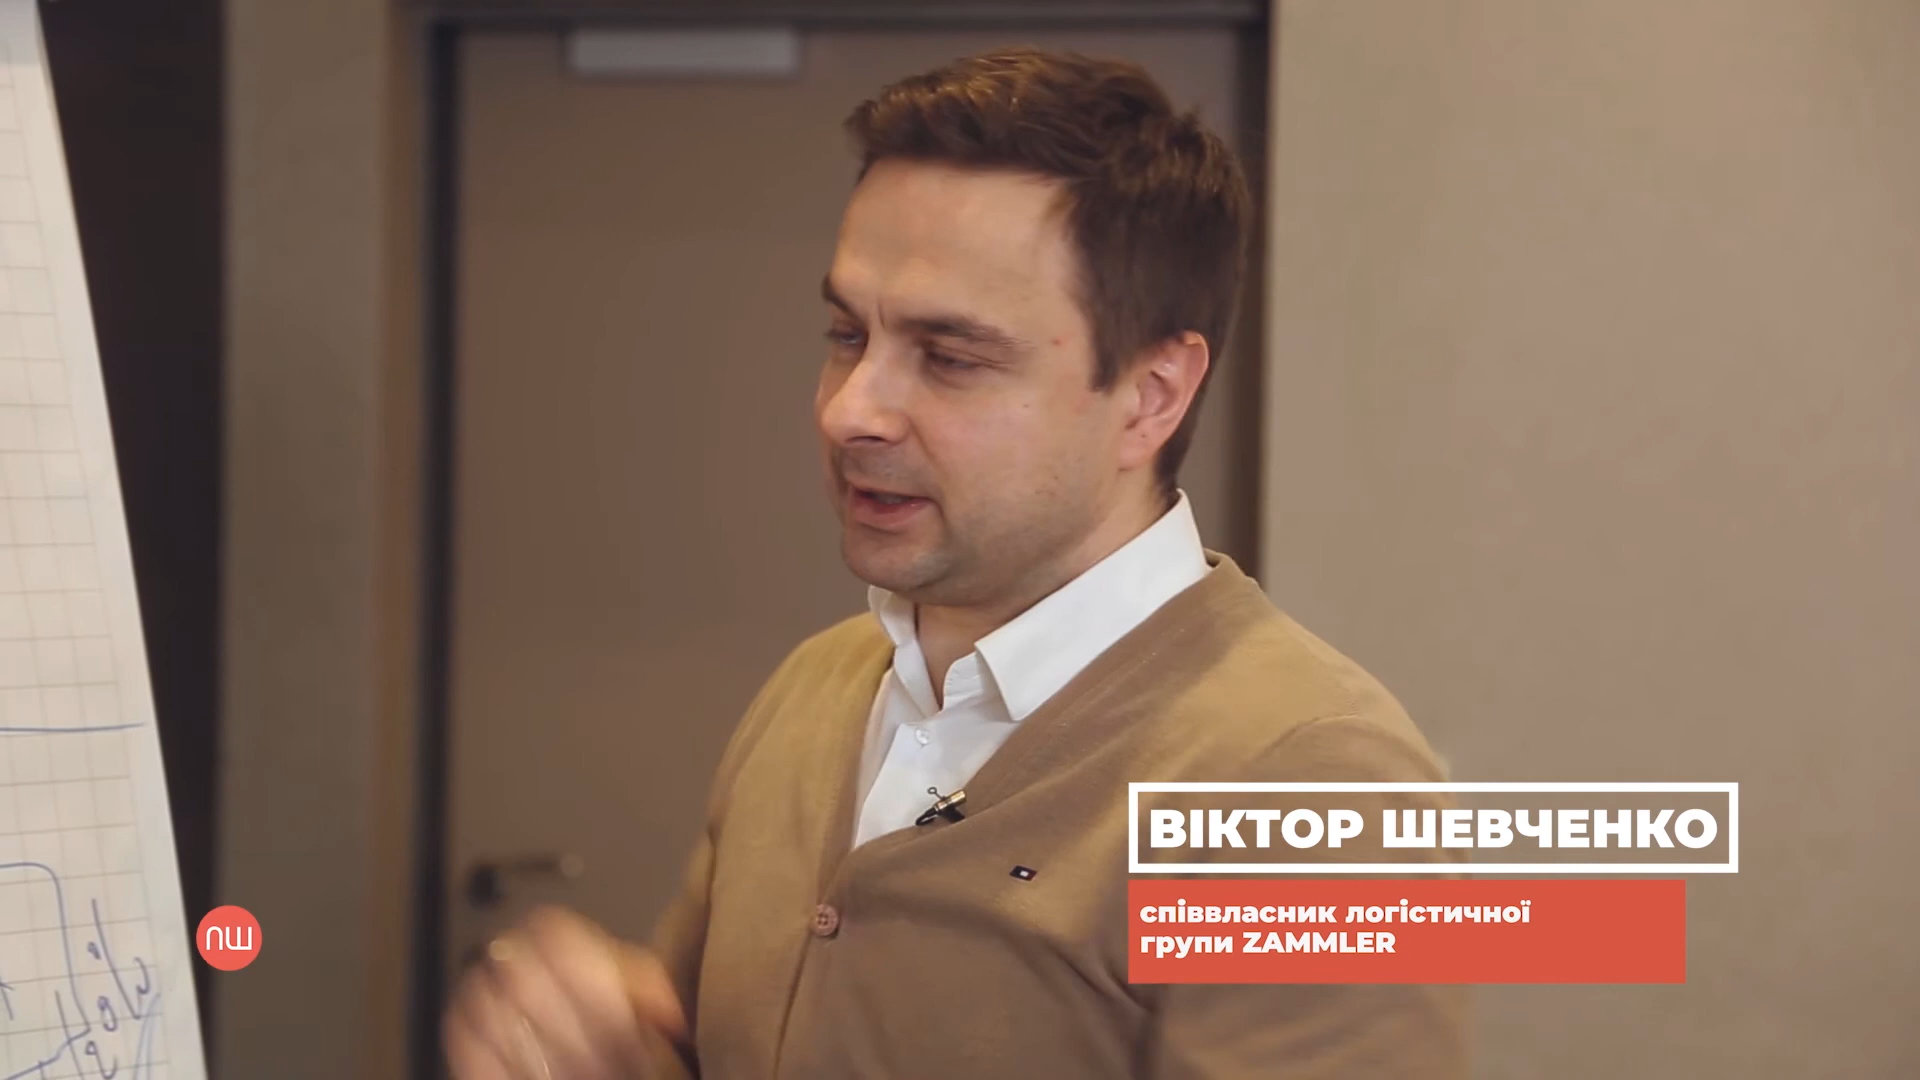 ВІКТОР ШЕВЧЕНКО
співвласник логістичної
групи ZAMMLER
пш